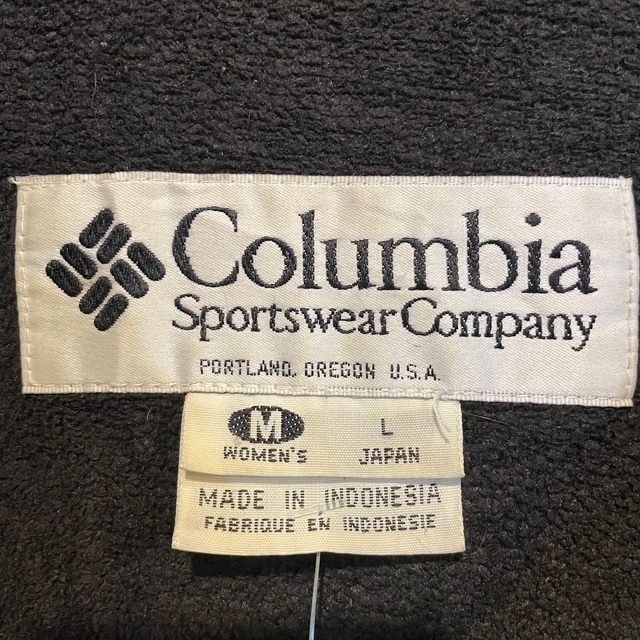 Columbia
Sportswear Company
PORTLAND, OREGON U.S.A.
M L
WOMEN'S JAPAN
MADE IN INDONESIA
FABRIQUE EN INDONESIE